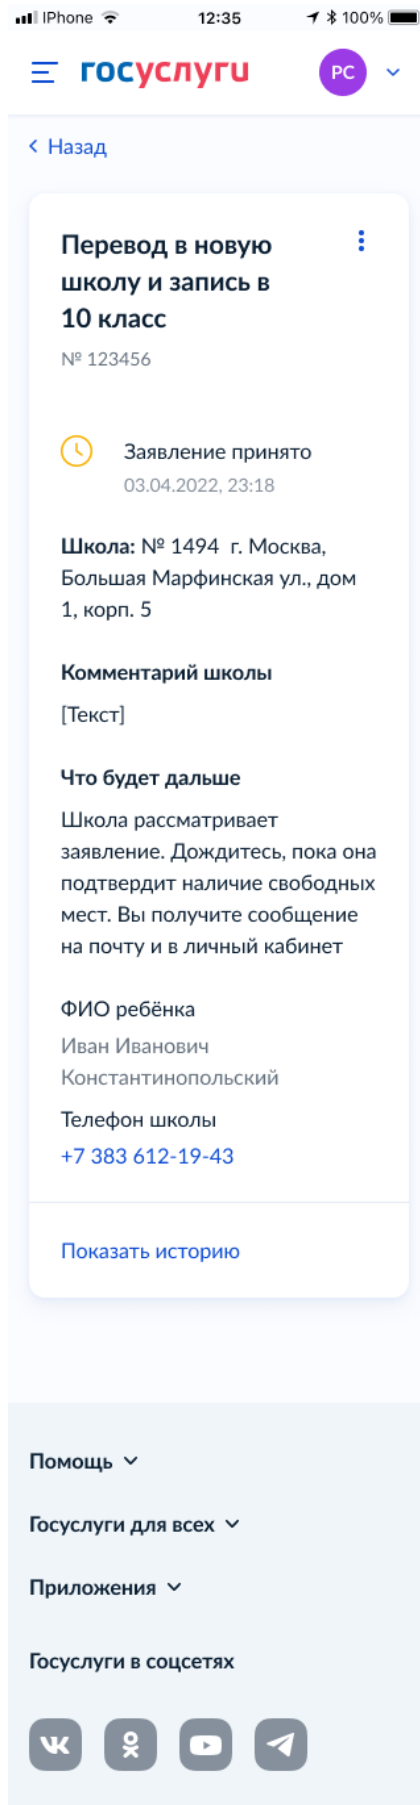 IPhone 12:35 100%
госуслуги РС
Назад
Перевод в новую
школу и запись в
10 класс
№ 123456
Заявление принято
03.04.2022, 23:18
Школа: № 1494 г. Москва,
Большая Марфинская ул., дом
1, корп. 5
Комментарий школы
[Текст]
Что будет дальше
Школа рассматривает
заявление. Дождитесь, пока она
подтвердит наличие свободных
мест. Вы получите сообщение
на почту и в личный кабинет
ФИО ребёнка
Иван Иванович
Константинопольский
Телефон школы
+7 383 612-19-43
Показать историю
Помощь
Госуслуги для всех
Приложения
Госуслуги в соцсетях